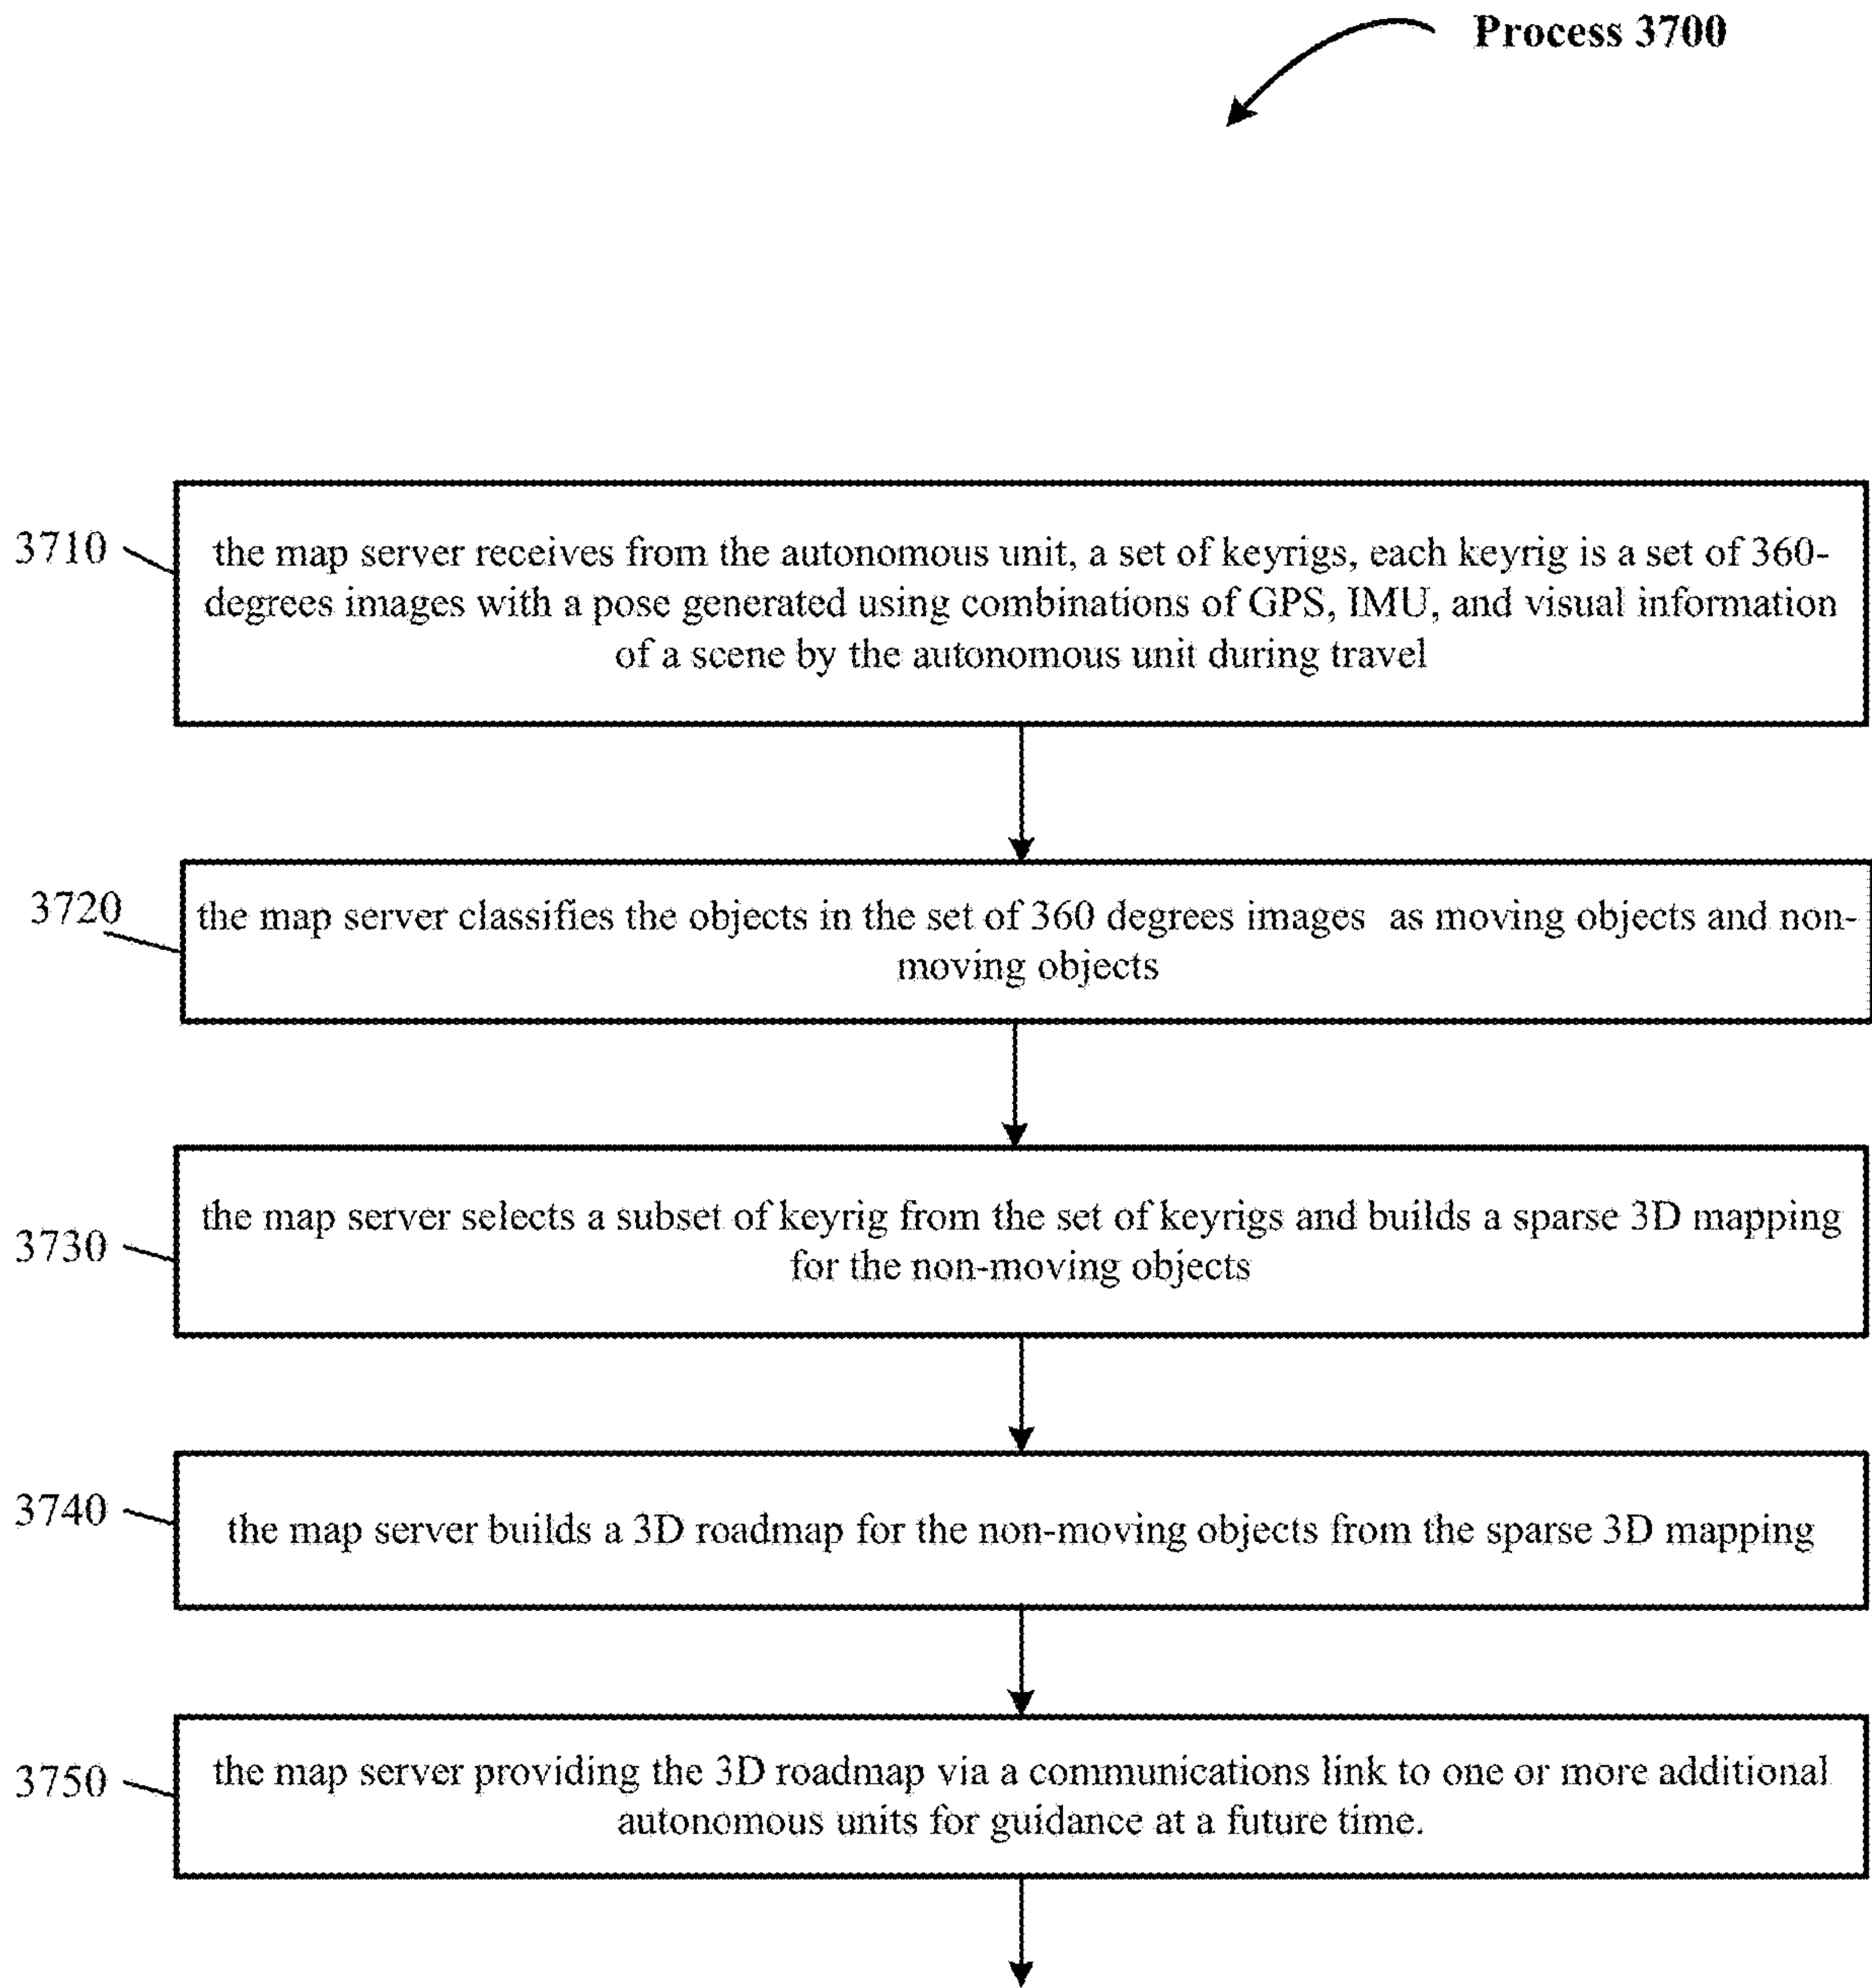 Process 3700
3710
the map server receives from the autonomous unit, a set of keyrigs, each keyrig is a set of 360-
degrees images with a pose generated using combinations of GPS, IMU, and visual information
of a scene by the autonomous unit during travel
3720
the map server classifies the objects in the set of 360 degrees images as moving objects and non-
moving objects
3730
the map server selects a subset of keyrig from the set of keyrigs and builds a sparse 3D mapping
for the non-moving objects
3740
the map server builds a 3D roadmap for the non-moving objects from the sparse 3D mapping
3750
the map server providing the 3D roadmap via a communications link to one or more additional
autonomous units for guidance at a future time.